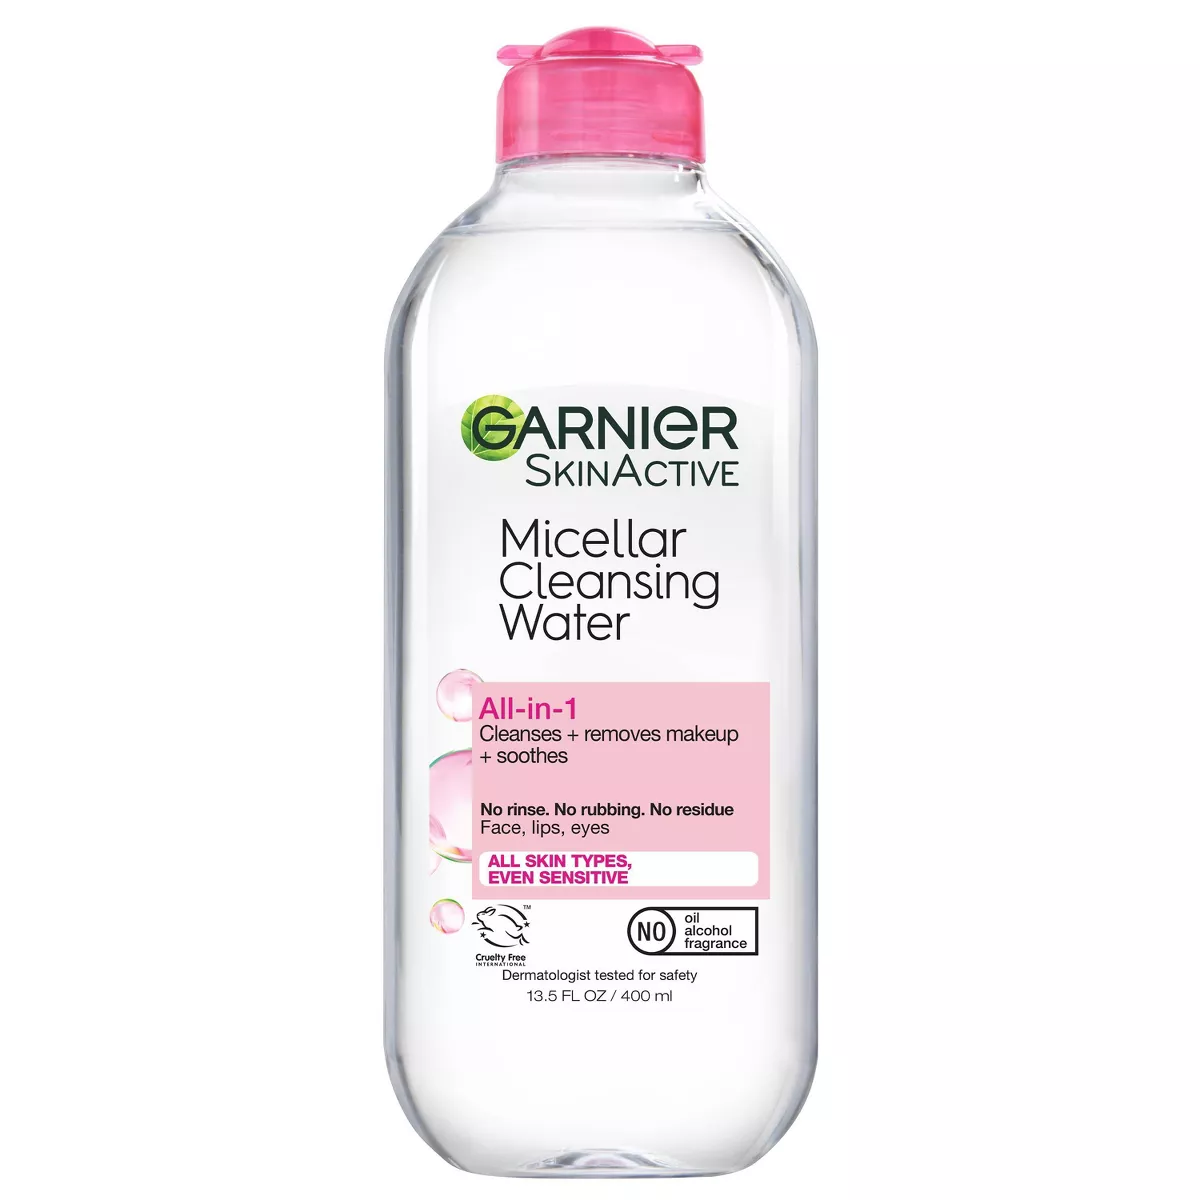 GARNIER
SKINACTIVE
Micellar
Cleansing
Water
All-in-1
Cleanses + removes makeup
+ soothes
No rinse. No rubbing. No residue
Face, lips, eyes
ALL SKIN TYPES,
EVEN SENSITIVE
TM
Cruelty Free
INTERNATIONAL
NO
oil
alcohol
fragrance
Dermatologist tested for safety
13.5 FL OZ / 400 ml